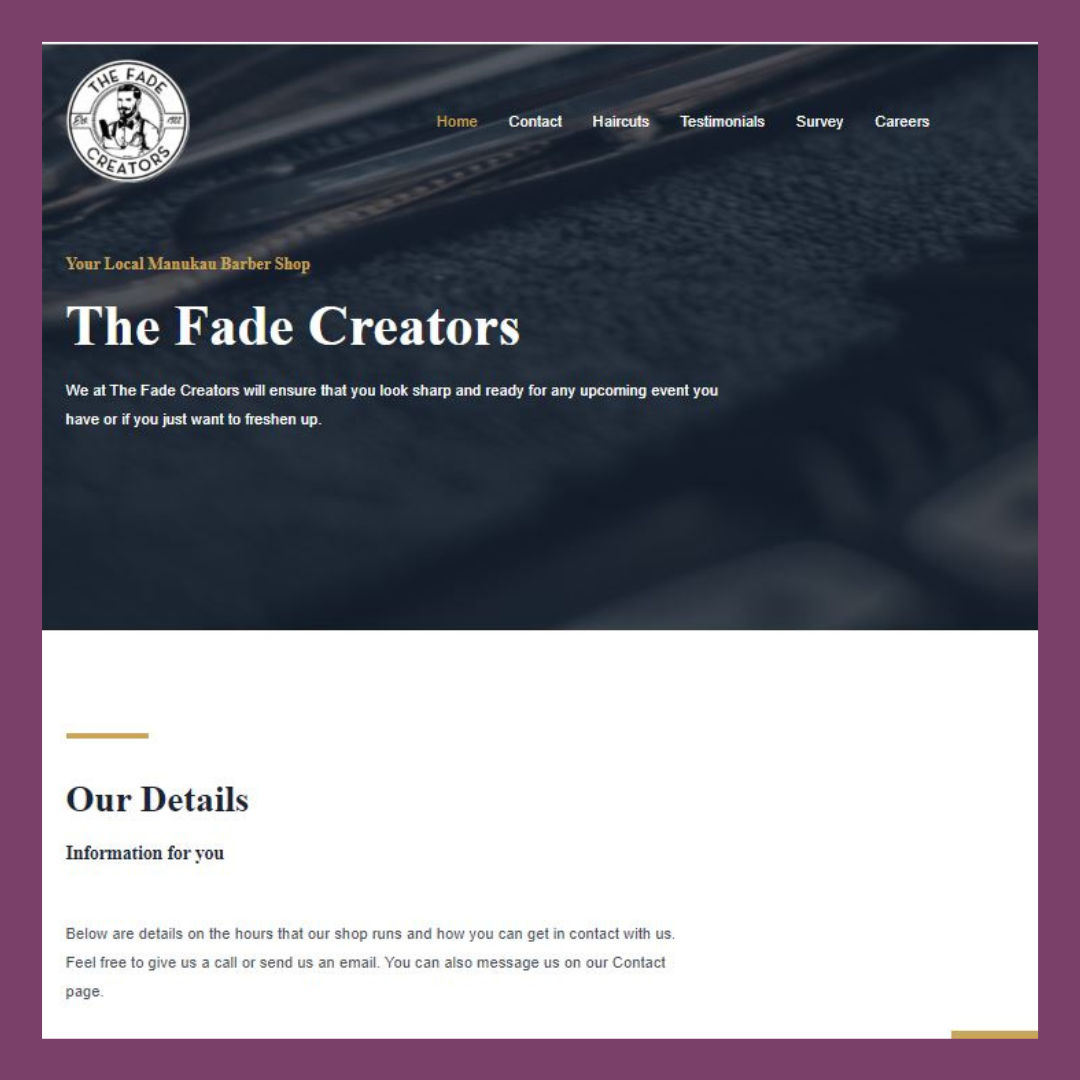 THE FADE
CREATORS
Home Contact Haircuts Testimonials Survey Careers
Your Local Manukau Barber Shop
The Fade Creators
We at The Fade Creators will ensure that you look sharp and ready for any upcoming event you
have or if you just want to freshen up.
Our Details
Information for you
Below are details on the hours that our shop runs and how you can get in contact with us.
Feel free to give us a call or send us an email. You can also message us on our Contact
page.